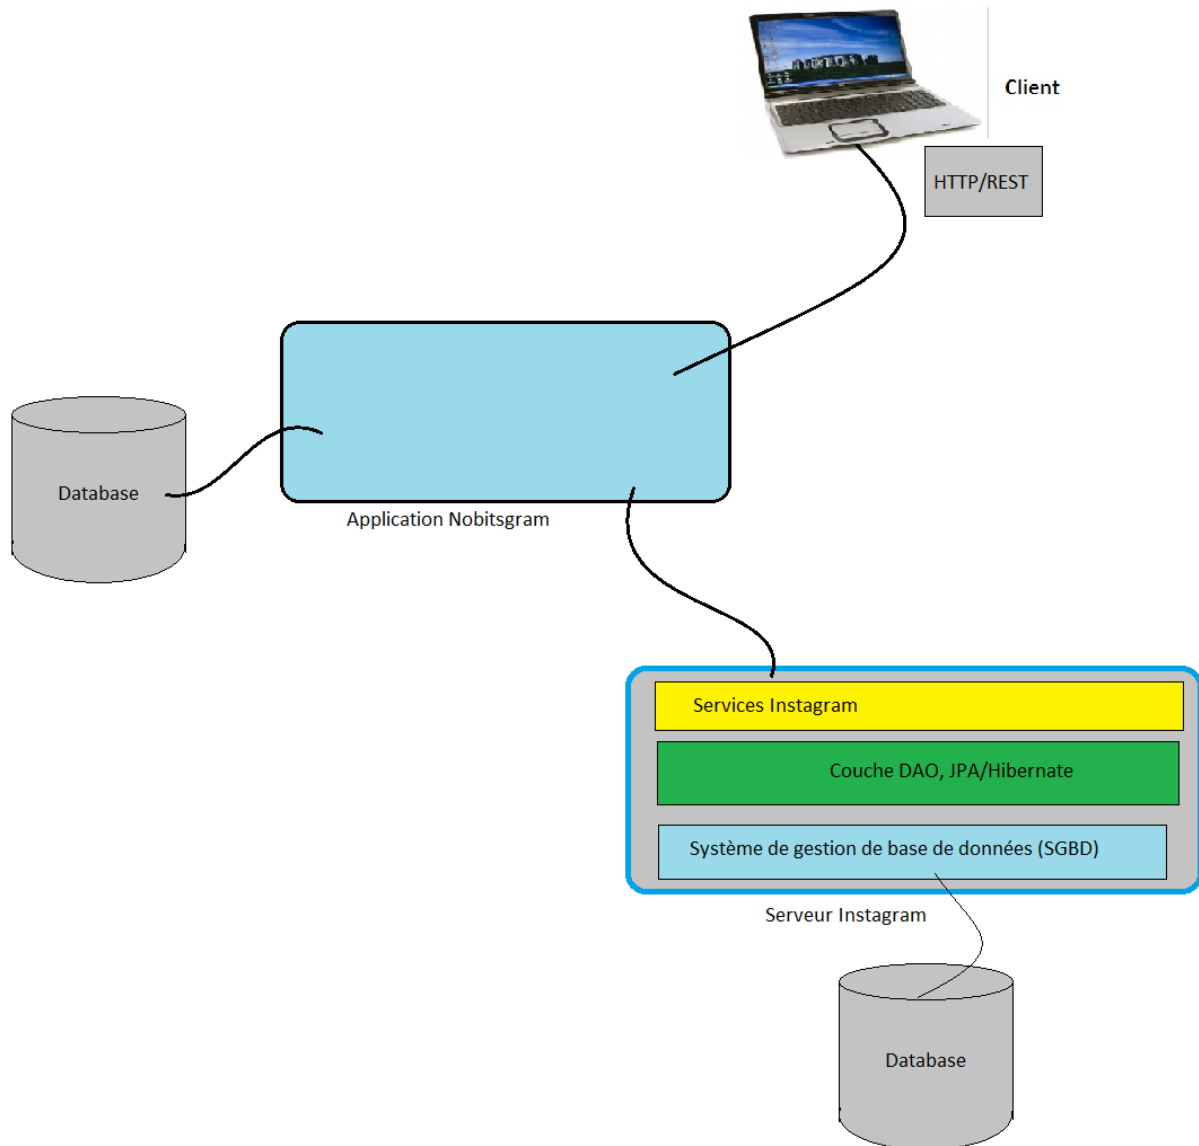 Client
HTTP/REST
Database
Application Nobitsgram
Services Instagram
Couche DAO, JPA/Hibernate
Système de gestion de base de données (SGBD)
Serveur Instagram
Database